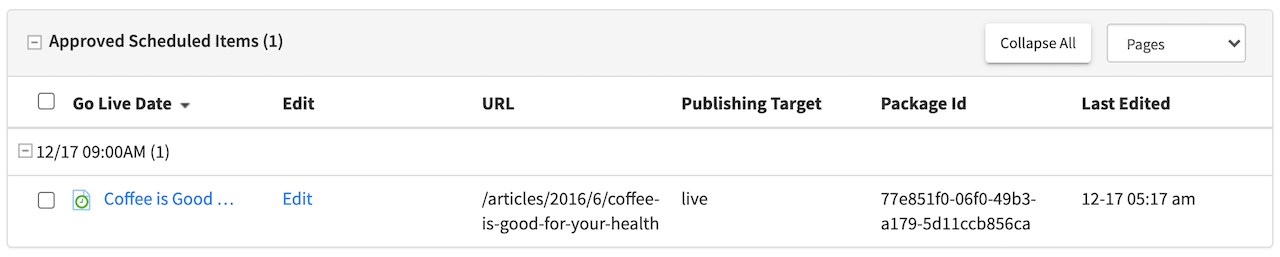 Approved Scheduled Items (1)
Collapse All
Pages
Go Live Date
Edit
URL
Publishing Target
Package Id
Last Edited
12/17 09:00AM (1)
Coffee is Good ...
Edit
/articles/2016/6/coffee-
is-good-for-your-health
live
77e851f0-06f0-49b3-
a179-5d11ccb856ca
12-17 05:17 am